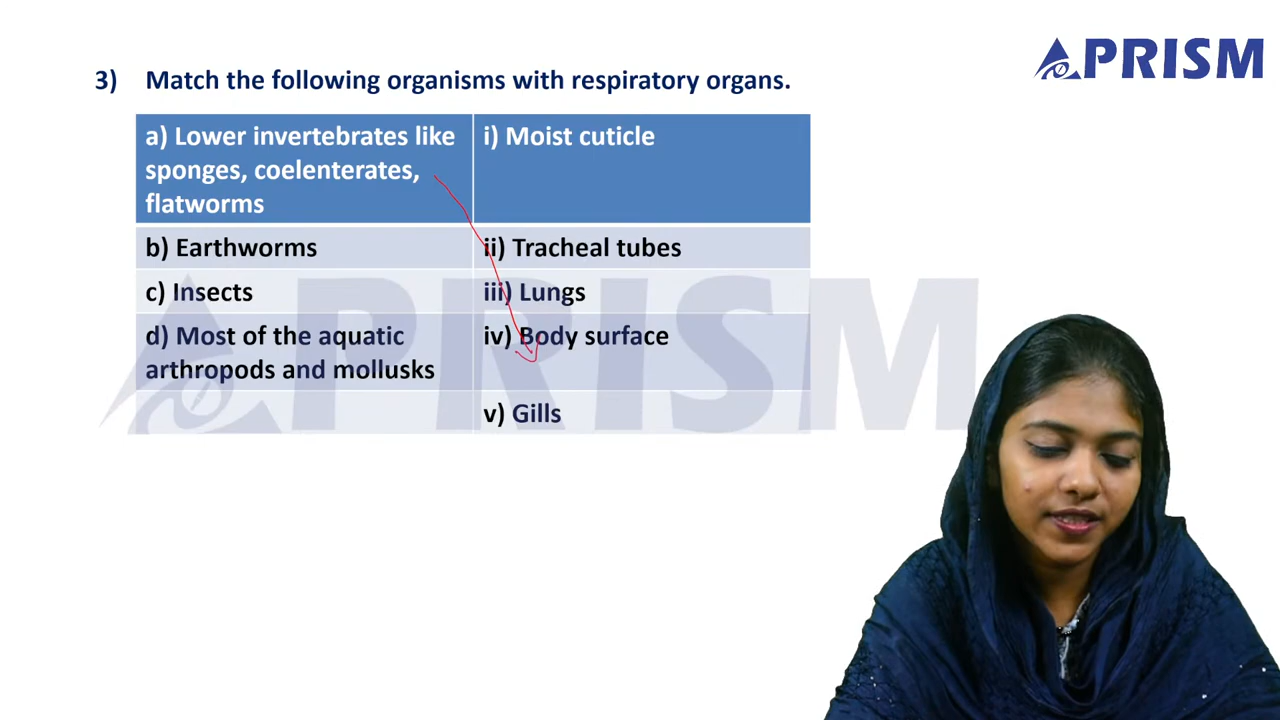 PRISM
3) Match the following organisms with respiratory organs.
a) Lower invertebrates like
sponges, coelenterates,
flatworms
i) Moist cuticle
b) Earthworms
ii) Tracheal tubes
c) Insects
iii) Lungs
d) Most of the aquatic
arthropods and mollusks
iv) Body surface
v) Gills
PRISM